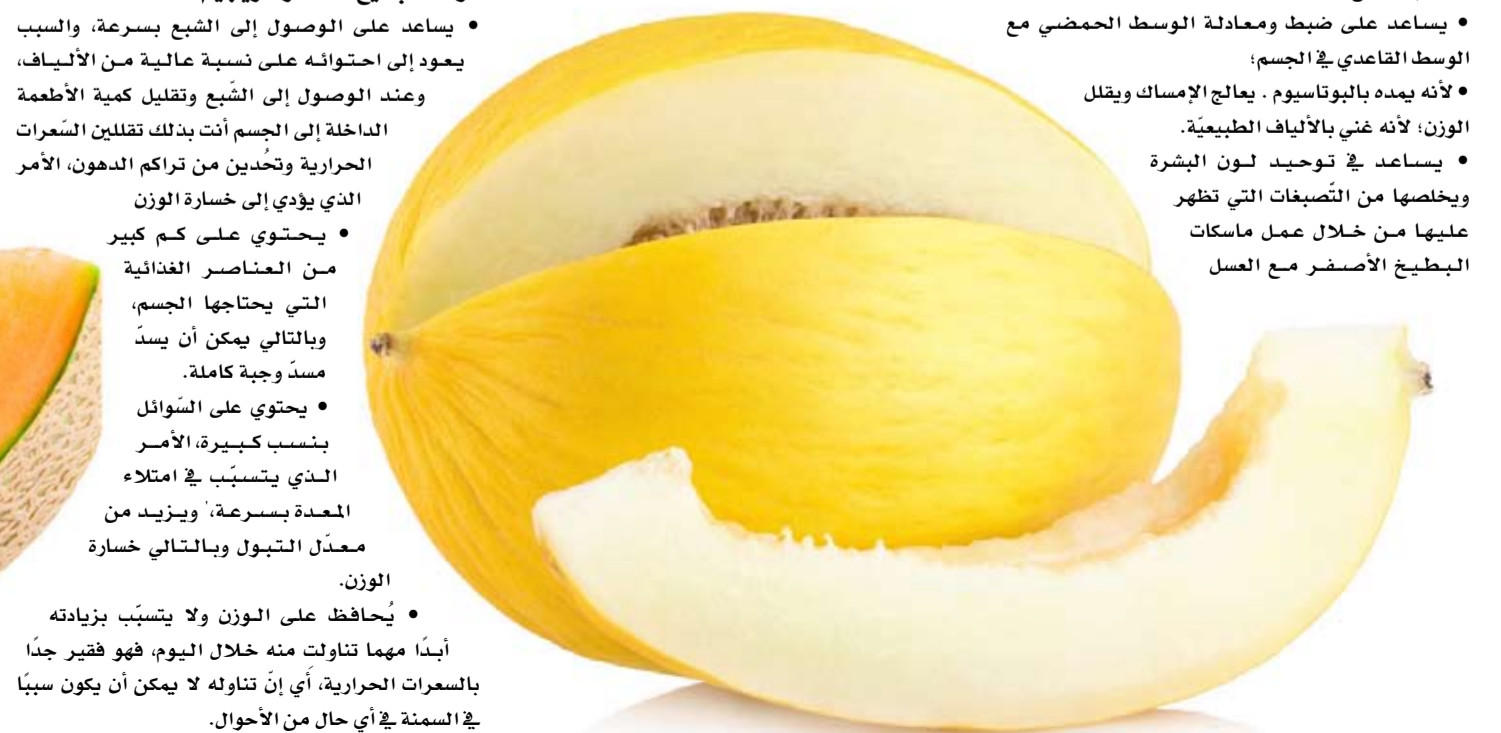 • يساعد على ضبط ومعادلة الوسط الحمضي مع
الوسط القاعدي في الجسم؛
• لأنه يمده بالبوتاسيوم . يعالج الإمساك ويقلل
الوزن؛ لأنه غني بالألياف الطبيعيّة.
• يساعد في توحيد لون البشرة
ويخلصها من التّصبغات التي تظهر
عليها من خلال عمل ماسكات
البطيخ الأصفر مع العسل
• يساعد على الوصول إلى الشبع بسرعة، والسبب
يعود إلى احتوائه على نسبة عالية من الألياف،
وعند الوصول إلى الشّبع وتقليل كمية الأطعمة
الداخلة إلى الجسم أنت بذلك تقللين السّعرات
الحرارية وتحُدين من تراكم الدهون، الأمر
الذي يؤدي إلى خسارة الوزن
• يحتوي على كم كبير
من العناصر الغذائية
التي يحتاجها الجسم،
وبالتالي يمكن أن يسدّ
مسدّ وجبة كاملة.
• يحتوي على السّوائل
بنسب كبيرة، الأمر
الذي يتسبّب في امتلاء
المعدة بسرعة، ويزيد من
معدّل التبول وبالتالي خسارة
الوزن.
• يُحافظ على الوزن ولا يتسبّب بزيادته
أبدًا مهما تناولت منه خلال اليوم، فهو فقير جدًا
بالسعرات الحرارية، أي إنّ تناوله لا يمكن أن يكون سببًا
في السمنة في أي حال من الأحوال.